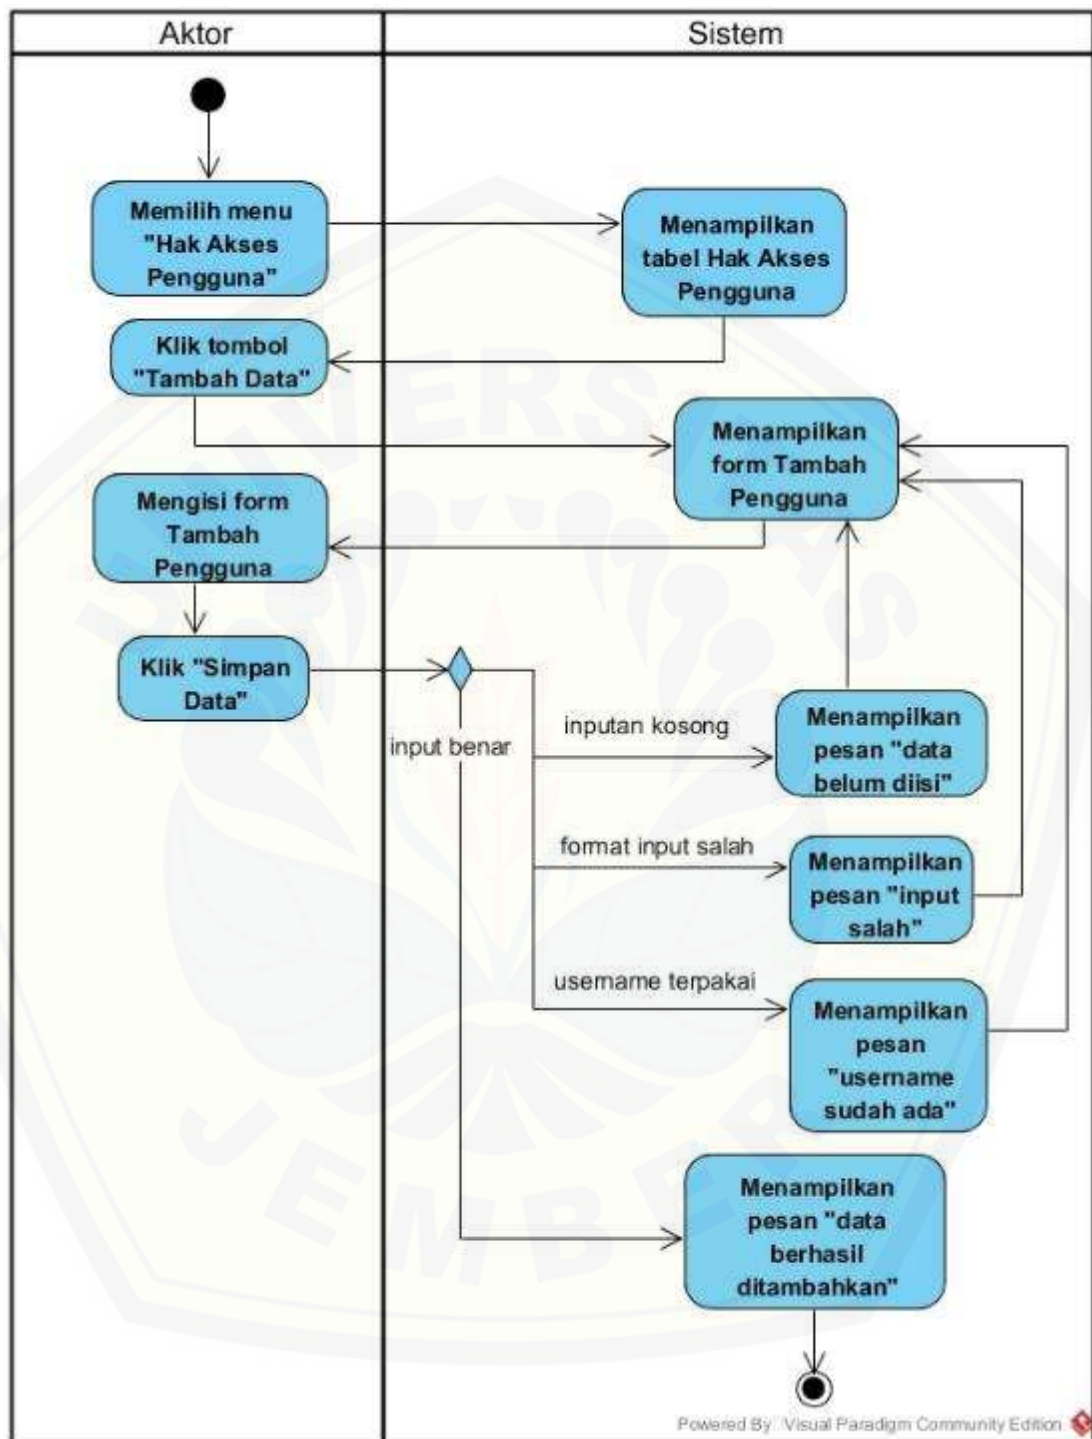 Aktor
Sistem
Memilih menu
"Hak Akses
Pengguna"
Menampilkan
tabel Hak Akses
Pengguna
Klik tombol
"Tambah Data"
Menampilkan
form Tambah
Pengguna
Mengisi form
Tambah
Pengguna
Klik "Simpan
Data"
input benar
inputan kosong
Menampilkan
pesan "data
belum diisi"
format input salah
Menampilkan
pesan "input
salah"
username terpakai
Menampilkan
pesan
"username
sudah ada"
Menampilkan
pesan "data
berhasil
ditambahkan"
UNIVERSITAS
JEMBER
Powered By Visual Paradigm Community Edition